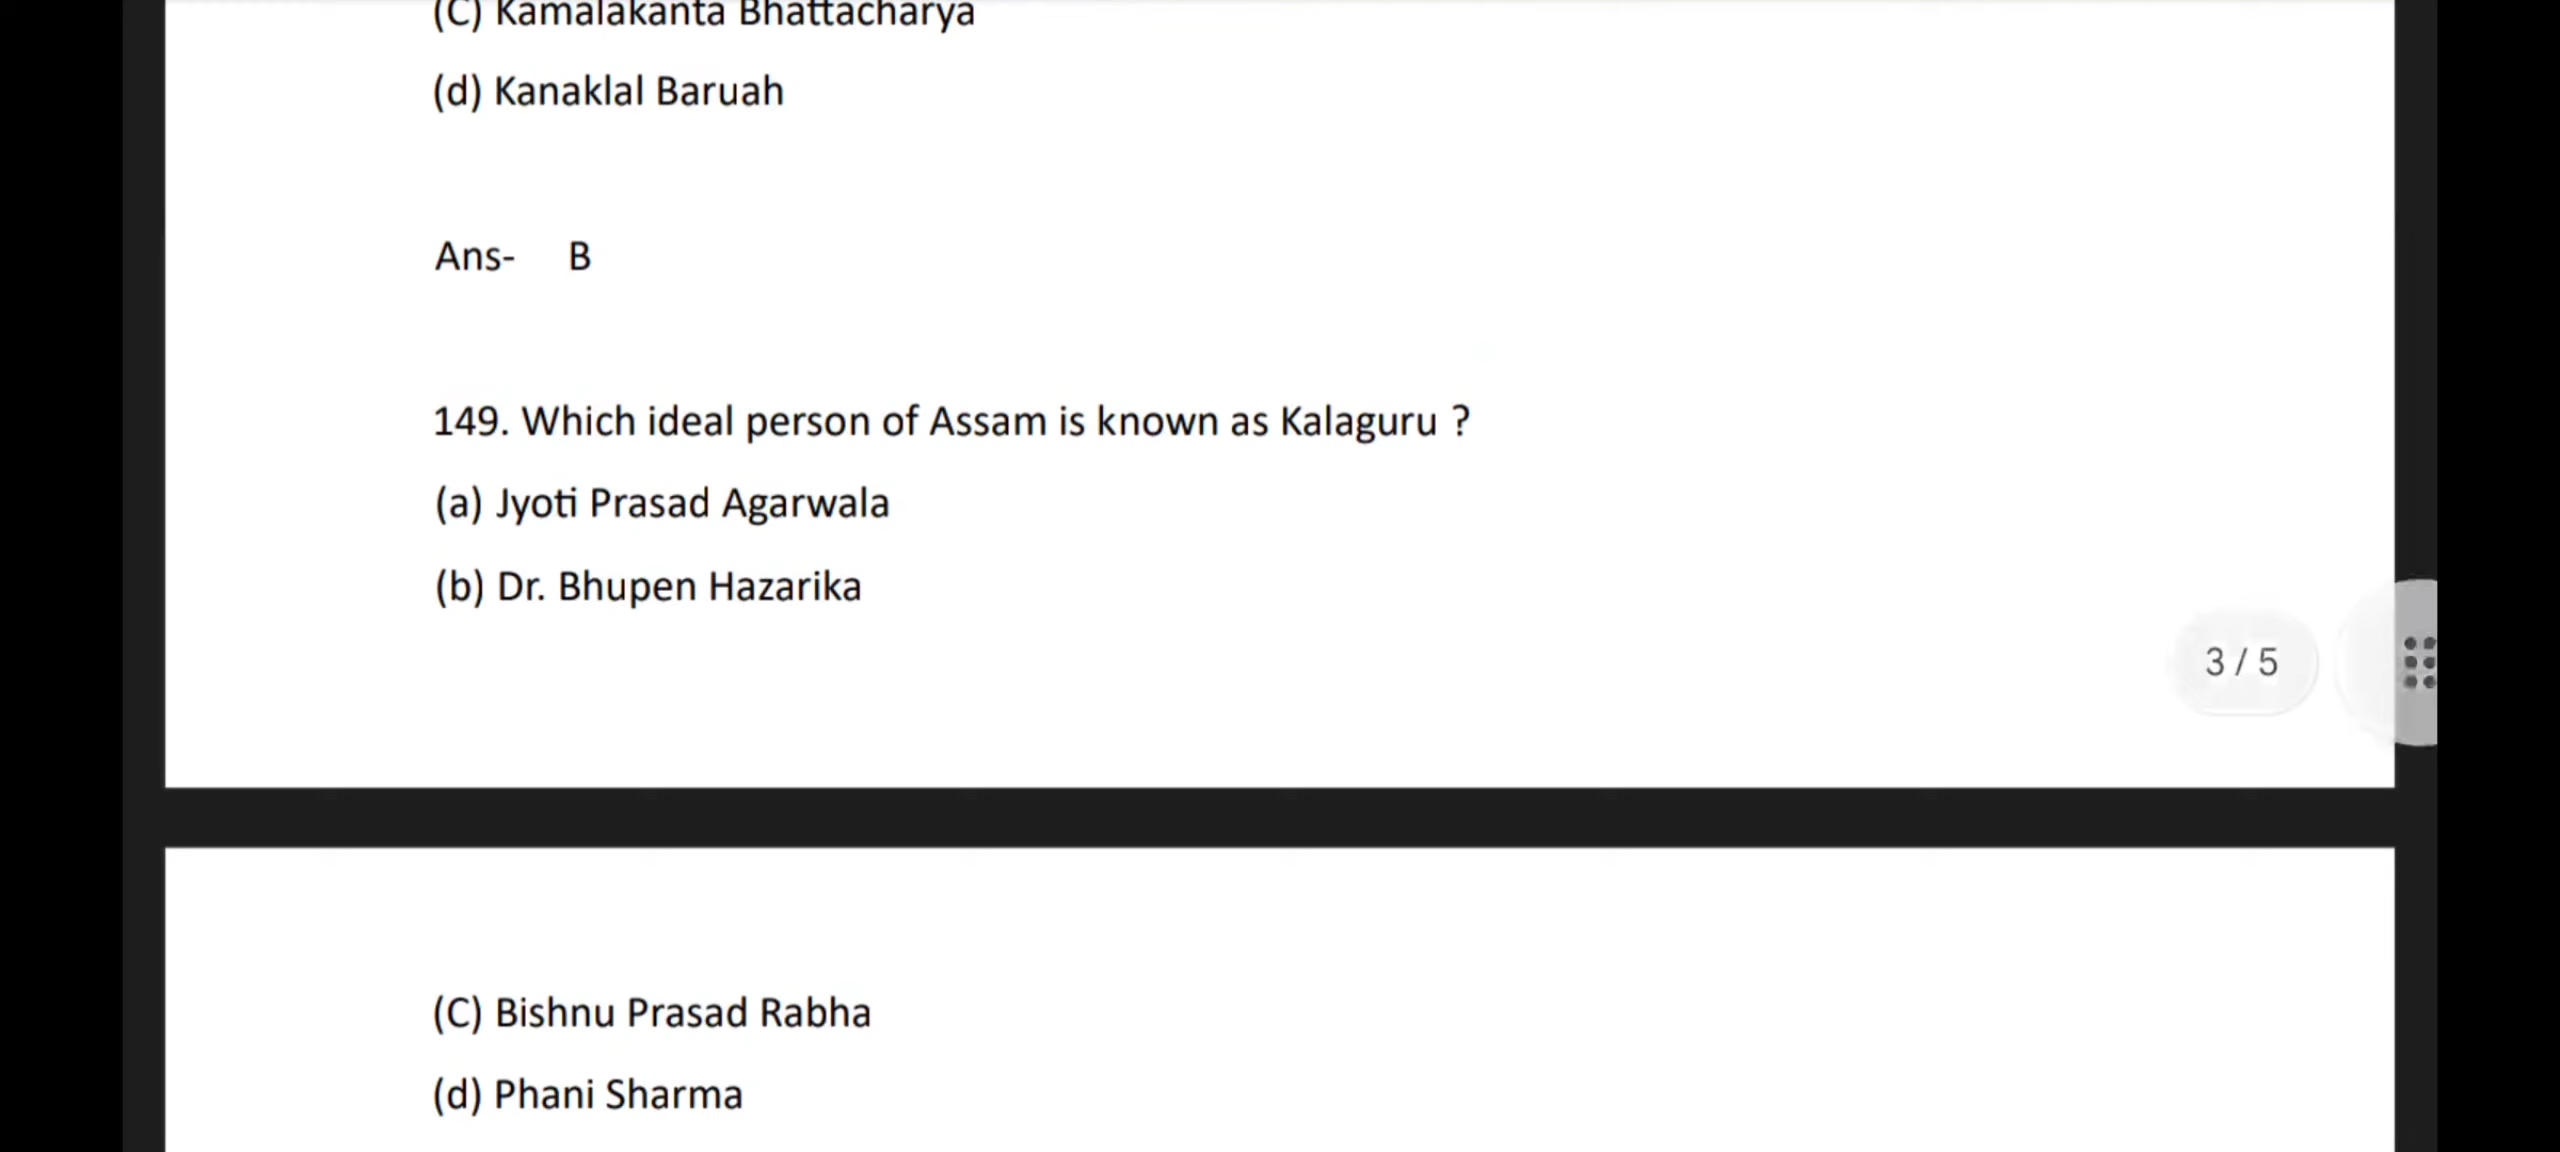 (C) Kamalakanta Bhattacharya
(d) Kanaklal Baruah
Ans- B
149. Which ideal person of Assam is known as Kalaguru ?
(a) Jyoti Prasad Agarwala
(b) Dr. Bhupen Hazarika
3 / 5
(C) Bishnu Prasad Rabha
(d) Phani Sharma